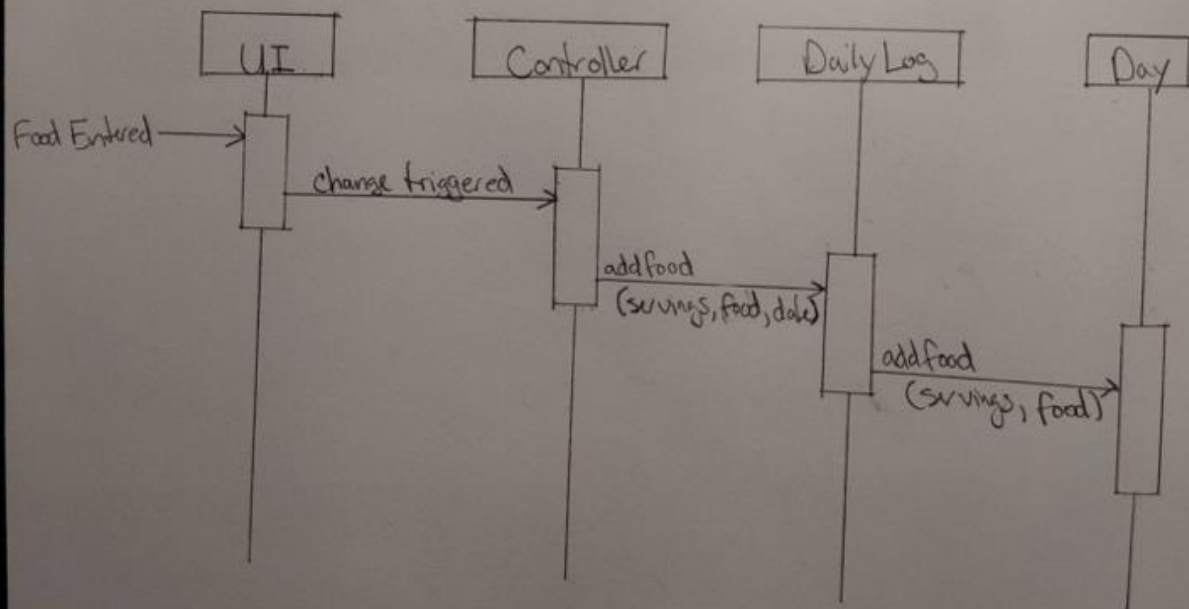 UI
Controller
Daily Log
Day
Food Entered
change triggered
addfood
(servings, food, date)
addfood
(servings, food)